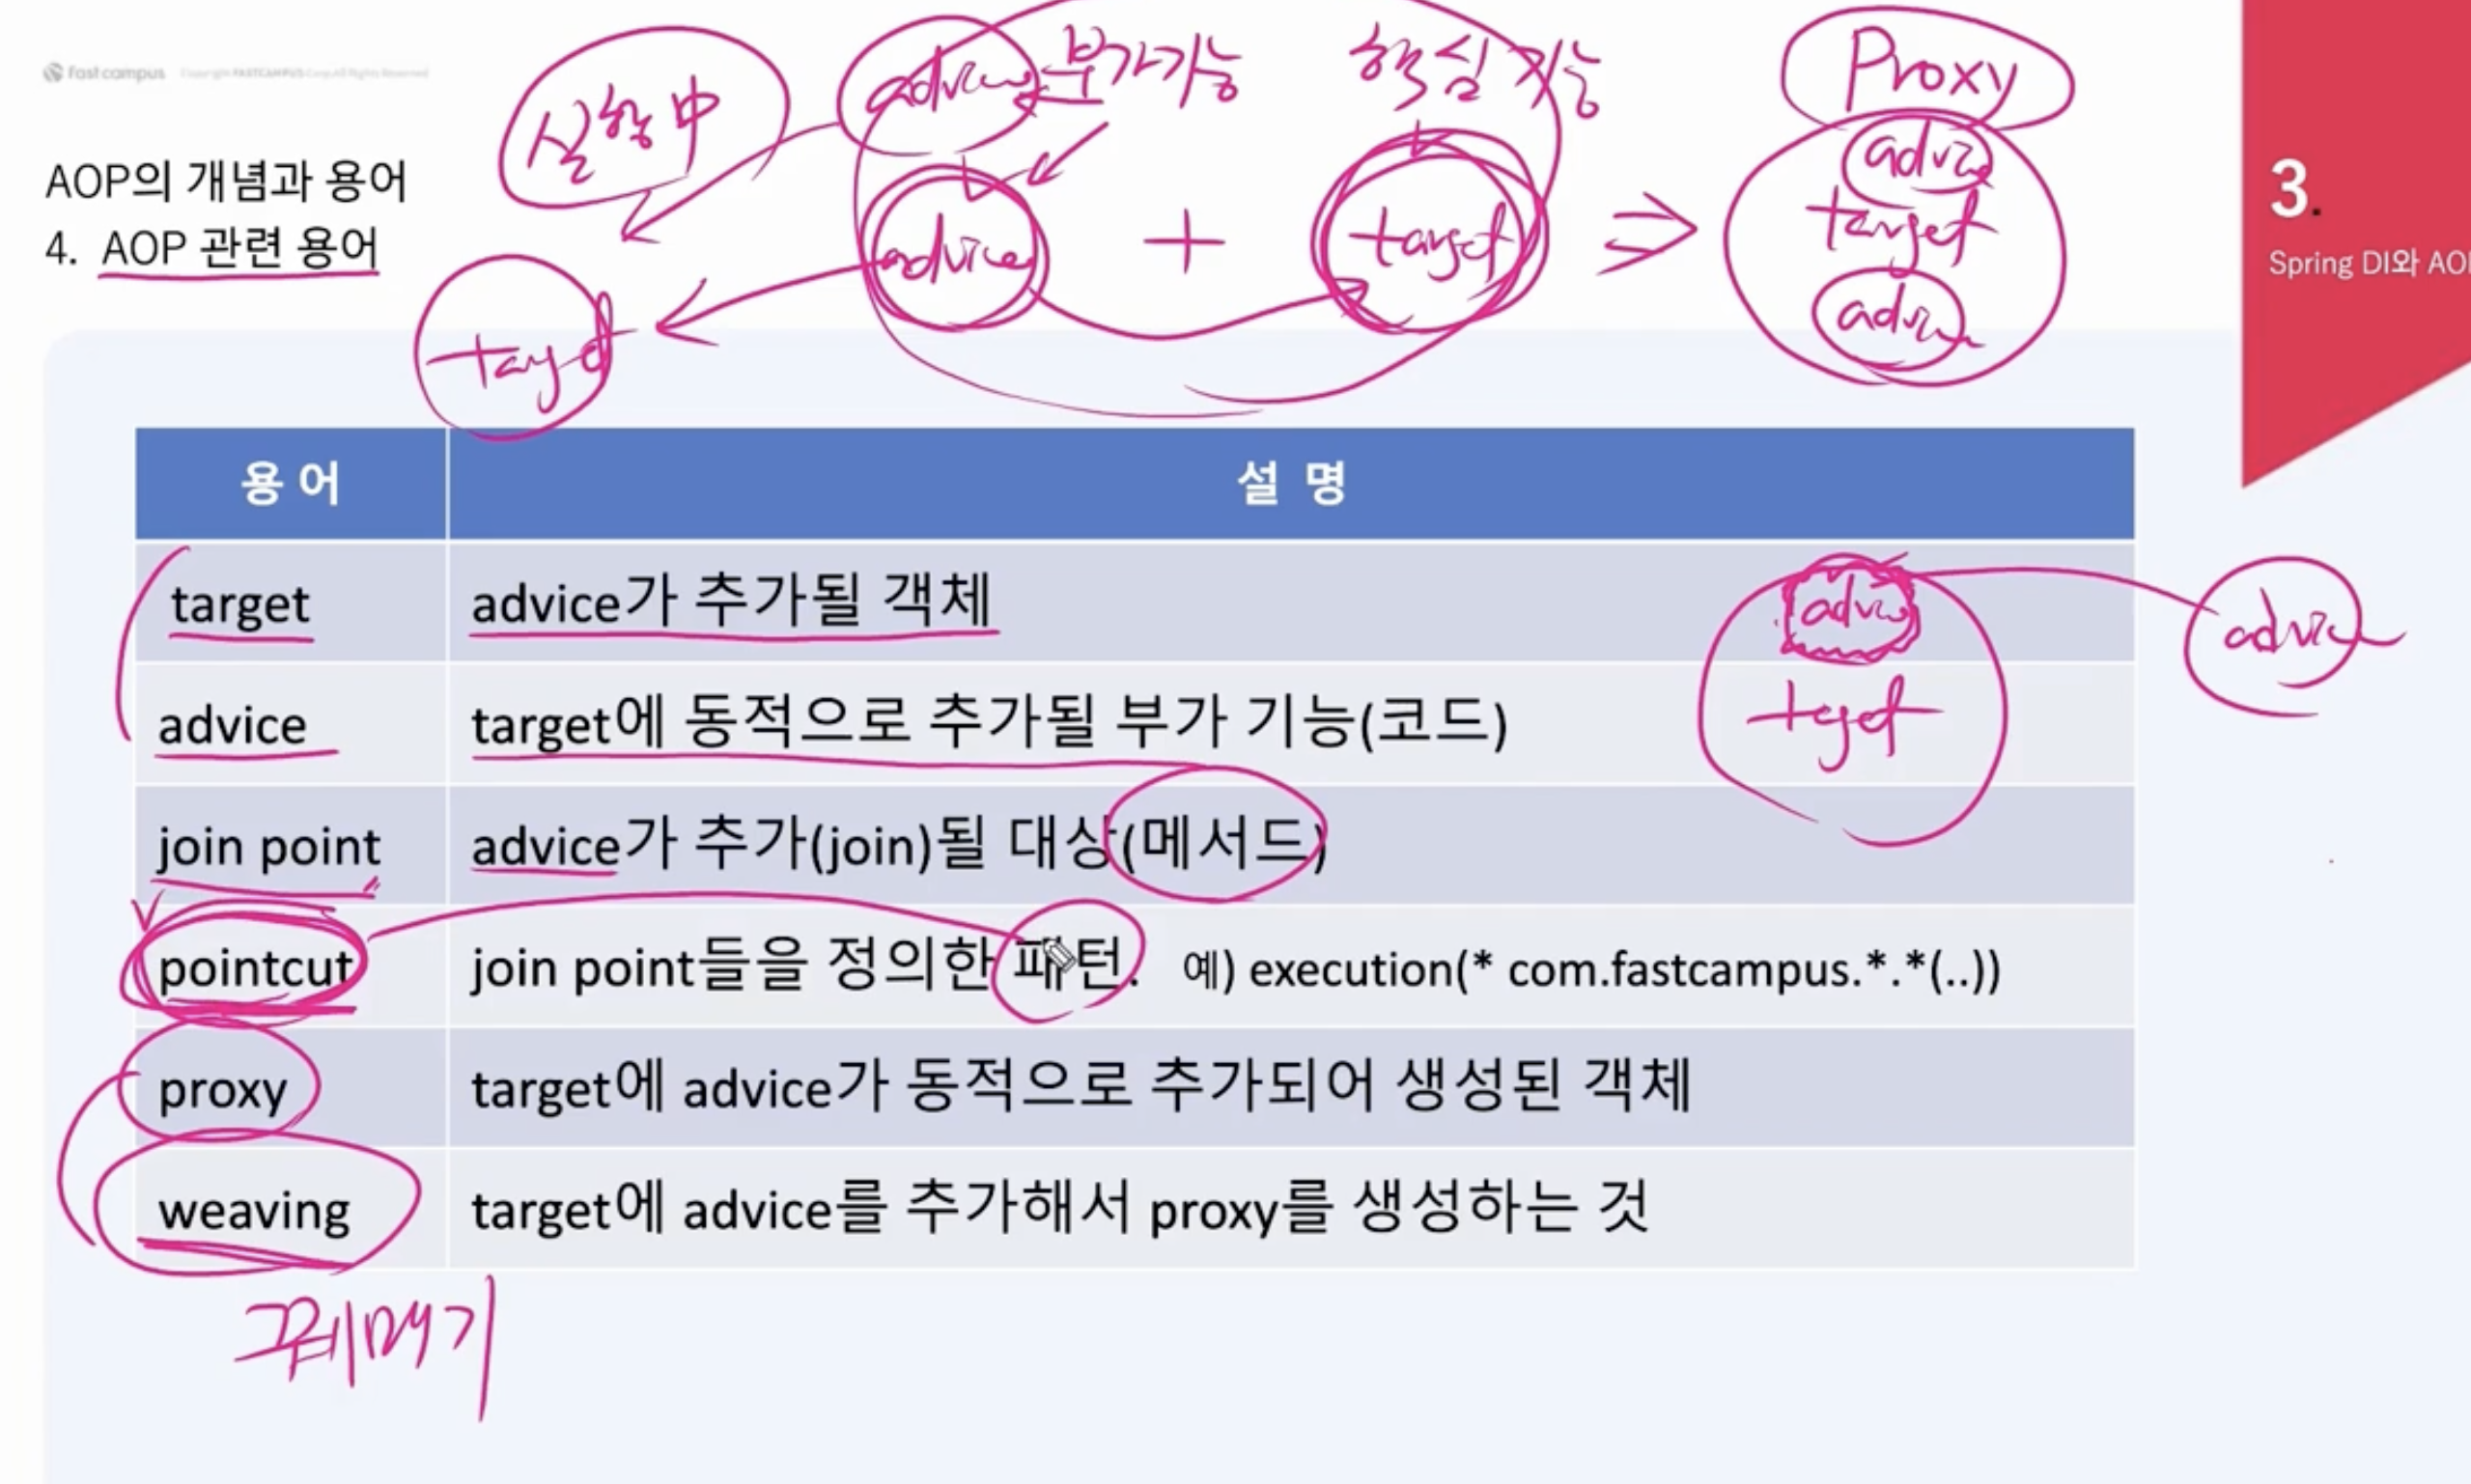 fast campus Copyright FASTCAMPUS Corp. All Rights Reserved
실행中
advice 부가기능 핵심 기능
Proxy
advice
target
advice
advice + target ⇒
target
AOP의 개념과 용어
4. AOP 관련 용어
3.
Spring DI와 AO
용 어 설 명
target advice가 추가될 객체
advice
target
advice
advice target에 동적으로 추가될 부가 기능(코드)
join point advice가 추가(join)될 대상(메서드)
pointcut join point들을 정의한 패턴. 예) execution(* com.fastcampus.*.*(..))
proxy target에 advice가 동적으로 추가되어 생성된 객체
weaving target에 advice를 추가해서 proxy를 생성하는 것
꿰매기